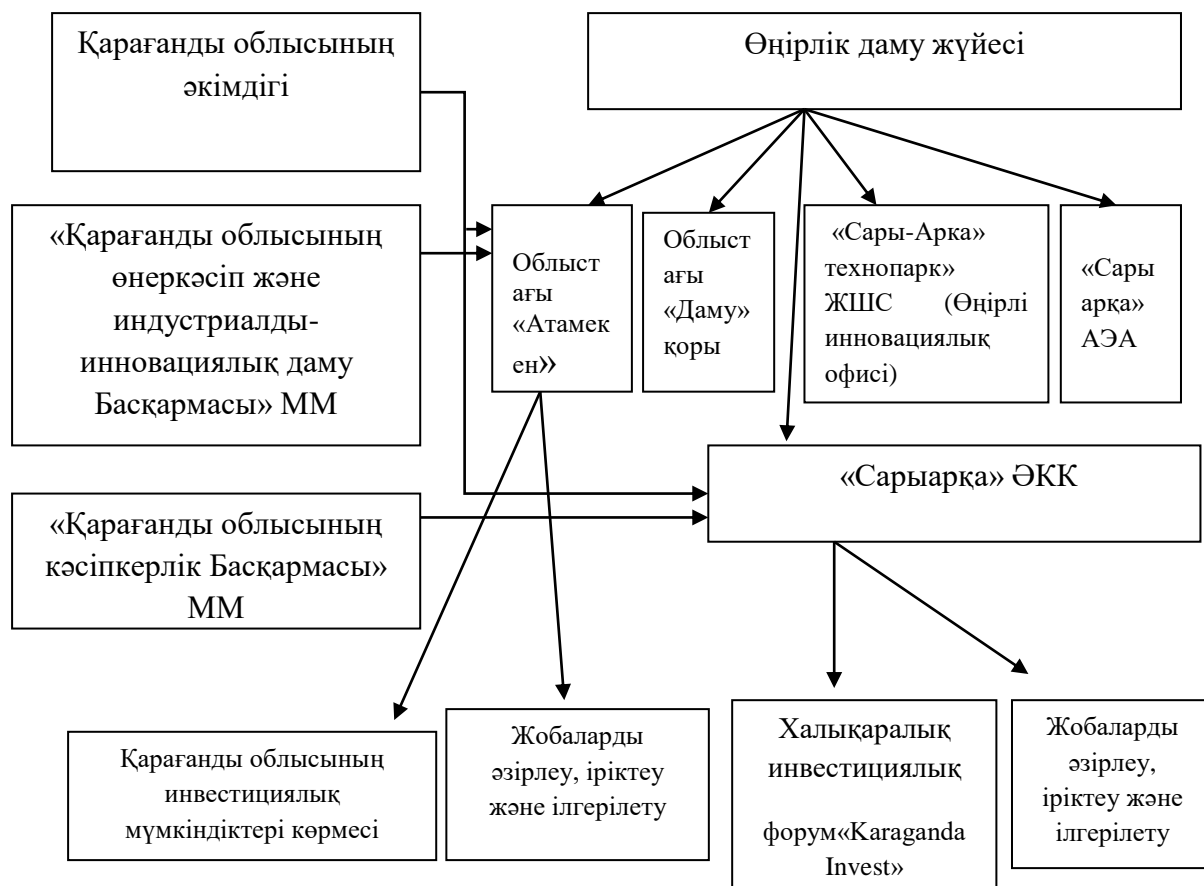 Қарағанды облысының
әкімдігі
Өңірлік даму жүйесі
«Қарағанды облысының
өнеркәсіп және
индустриалды-
инновациялық даму
Басқармасы» ММ
Облыст
ағы
«Атамек
ен»
Облыст
ағы
«Даму»
қоры
«Сары-Арка»
технопарк»
ЖШС (Өңірлі
инновациялық
офисі)
«Сары
арқа»
АЭА
«Сарыарқа» ӘКК
«Қарағанды облысының
кәсіпкерлік Басқармасы»
ММ
Қарағанды облысының
инвестициялық
мүмкіндіктері көрмесі
Жобаларды
әзірлеу, іріктеу
және ілгерілету
Халықаралық
инвестициялық
форум«Karaganda
Invest»
Жобаларды
әзірлеу,
іріктеу және
ілгерілету